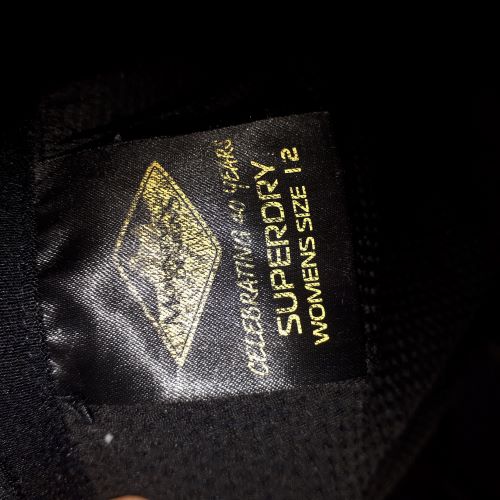 CELEBRATING 40 YEARS
SUPERDRY
WOMENS SIZE 12